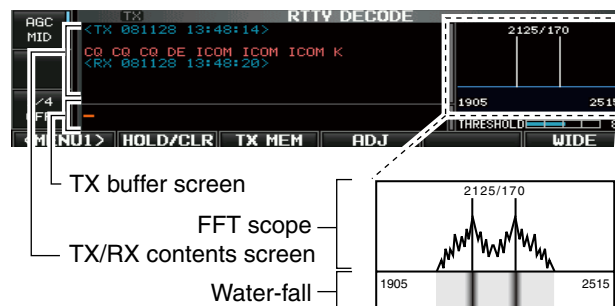 AGC
MID
TX
RTTY DECODE
<TX 081128 13:48:14>
CQ CQ CQ DE ICOM ICOM ICOM K
<RX 081128 13:48:20>
2125/170
1905
2515
THRESHOLD
<MENU1>
HOLD/CLR
TX MEM
ADJ
WIDE
TX buffer screen
FFT scope
2125/170
TX/RX contents screen
1905
2515
Water-fall